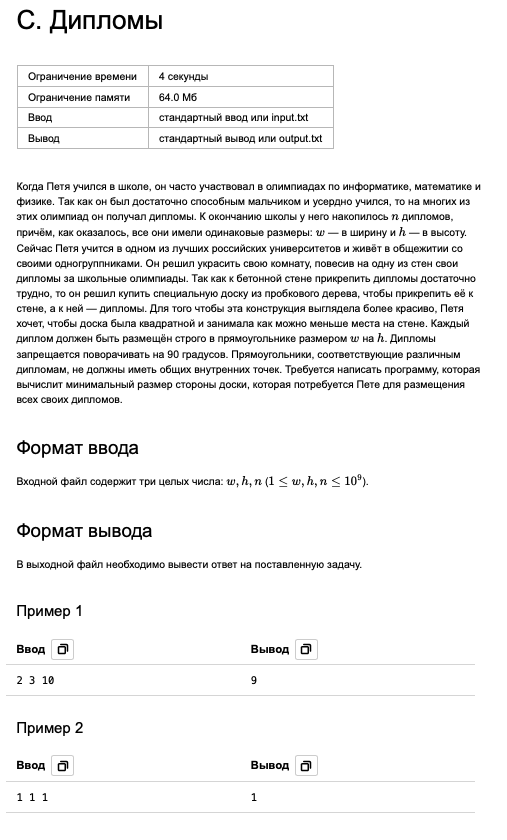 С. Дипломы
Ограничение времени 4 секунды
Ограничение памяти 64.0 Мб
Ввод стандартный ввод или input.txt
Вывод стандартный вывод или output.txt
Когда Петя учился в школе, он часто участвовал в олимпиадах по информатике, математике и
физике. Так как он был достаточно способным мальчиком и усердно учился, то на многих из
этих олимпиад он получал дипломы. К окончанию школы у него накопилось n дипломов,
причём, как оказалось, все они имели одинаковые размеры: w — в ширину и h — в высоту.
Сейчас Петя учится в одном из лучших российских университетов и живёт в общежитии со
своими одногруппниками. Он решил украсить свою комнату, повесив на одну из стен свои
дипломы за школьные олимпиады. Так как к бетонной стене прикрепить дипломы достаточно
трудно, то он решил купить специальную доску из пробкового дерева, чтобы прикрепить её к
стене, а к ней — дипломы. Для того чтобы эта конструкция выглядела более красиво, Петя
хочет, чтобы доска была квадратной и занимала как можно меньше места на стене. Каждый
диплом должен быть размещён строго в прямоугольнике размером w на h. Дипломы
запрещается поворачивать на 90 градусов. Прямоугольники, соответствующие различным
дипломам, не должны иметь общих внутренних точек. Требуется написать программу, которая
вычислит минимальный размер стороны доски, которая потребуется Пете для размещения
всех своих дипломов.
Формат ввода
Входной файл содержит три целых числа: w, h, n (1 ≤ w, h, n ≤ 10⁹).
Формат вывода
В выходной файл необходимо вывести ответ на поставленную задачу.
Пример 1
Ввод Вывод
2 3 10 9
Пример 2
Ввод Вывод
1 1 1 1